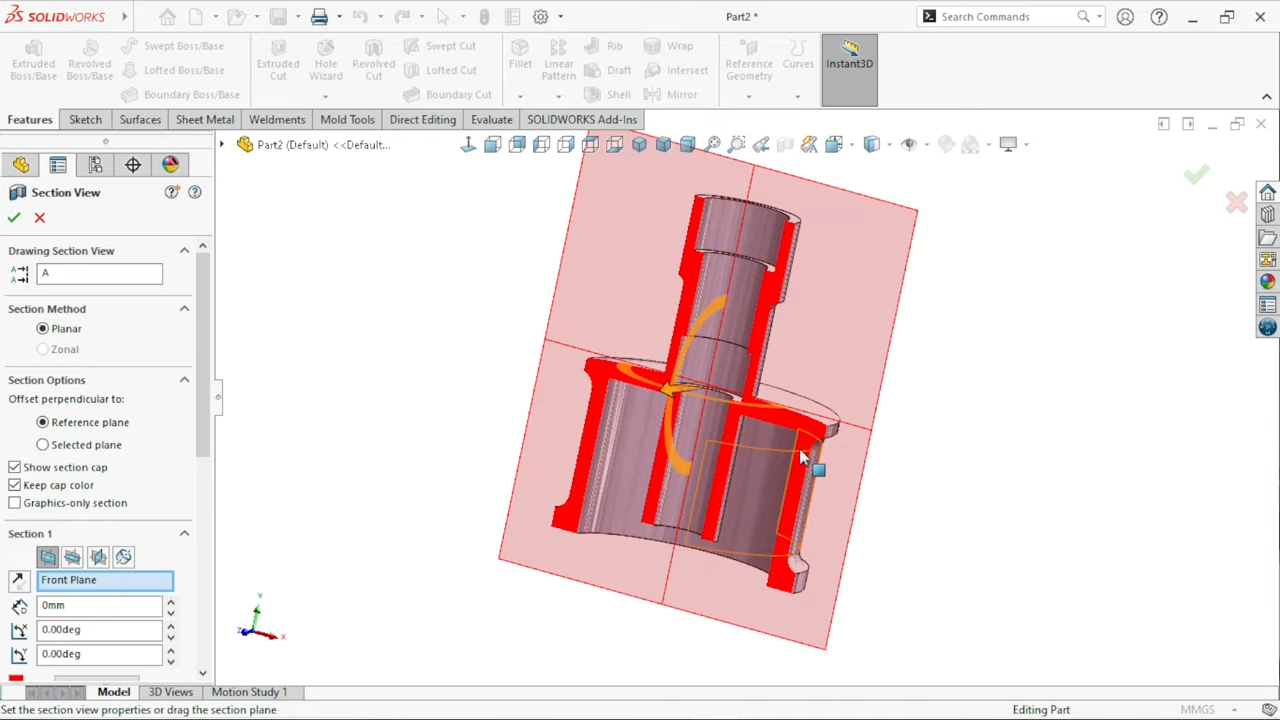 SOLIDWORKS
Part2 *
Search Commands
Extruded Boss/Base
Revolved Boss/Base
Swept Boss/Base
Lofted Boss/Base
Boundary Boss/Base
Extruded Cut
Hole Wizard
Revolved Cut
Swept Cut
Lofted Cut
Boundary Cut
Fillet
Linear Pattern
Rib
Draft
Shell
Wrap
Intersect
Mirror
Reference Geometry
Curves
Instant3D
Features
Sketch
Surfaces
Sheet Metal
Weldments
Mold Tools
Direct Editing
Evaluate
SOLIDWORKS Add-Ins
Part2 (Default) <<Default...
Section View
Drawing Section View
A
Section Method
Planar
Zonal
Section Options
Offset perpendicular to:
Reference plane
Selected plane
Show section cap
Keep cap color
Graphics-only section
Section 1
Front Plane
0mm
0.00deg
0.00deg
Y
Z
X
Model
3D Views
Motion Study 1
Set the section view properties or drag the section plane
Editing Part
MMGS